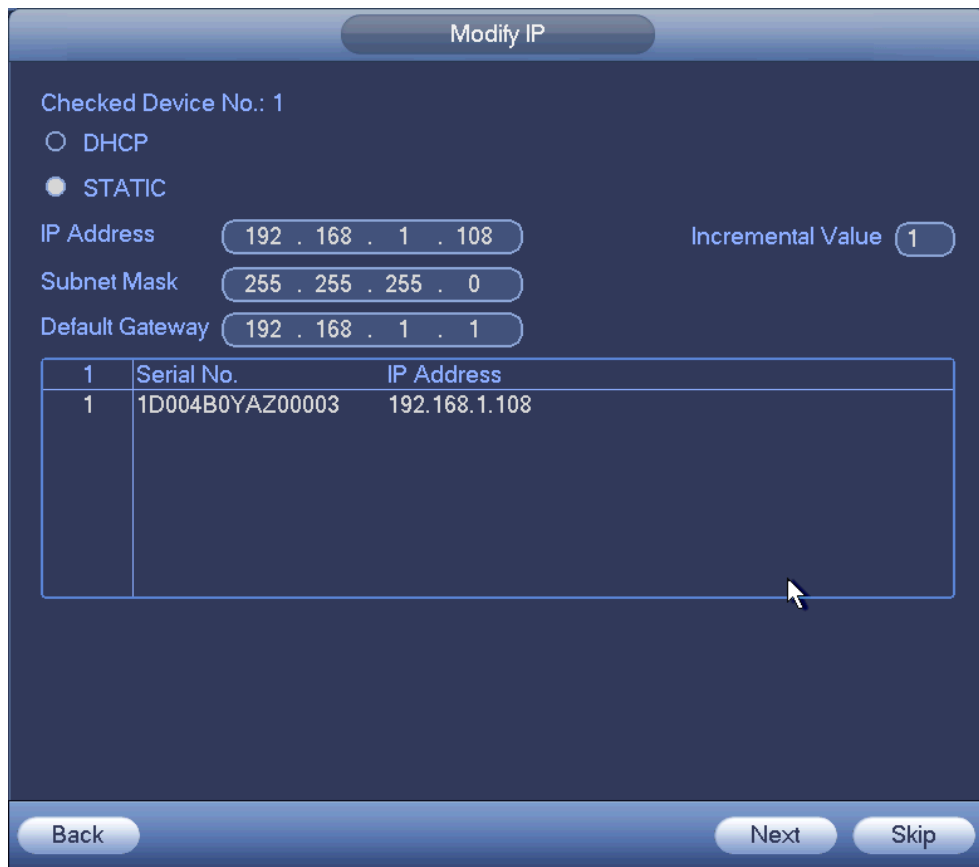 Modify IP
Checked Device No.: 1
DHCP
STATIC
IP Address 192 . 168 . 1 . 108 Incremental Value 1
Subnet Mask 255 . 255 . 255 . 0
Default Gateway 192 . 168 . 1 . 1
1 Serial No. IP Address
1 1D004B0YAZ00003 192.168.1.108
Back Next Skip